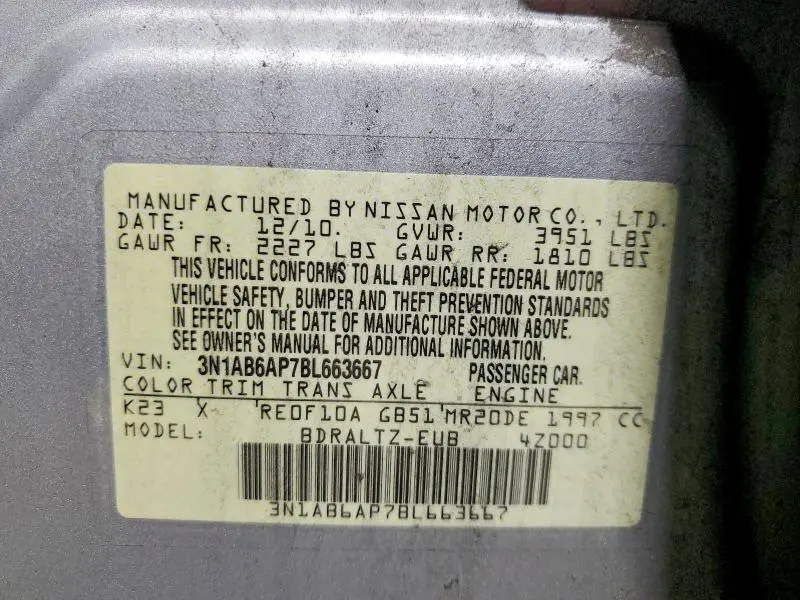 MANUFACTURED BY NISSAN MOTOR CO., LTD.
DATE: 12/10. GVWR: 3951 LBS
GAWR FR: 2227 LBS GAWR RR: 1810 LBS
THIS VEHICLE CONFORMS TO ALL APPLICABLE FEDERAL MOTOR
VEHICLE SAFETY, BUMPER AND THEFT PREVENTION STANDARDS
IN EFFECT ON THE DATE OF MANUFACTURE SHOWN ABOVE.
SEE OWNER'S MANUAL FOR ADDITIONAL INFORMATION.
VIN: 3N1AB6AP7BL663667 PASSENGER CAR.
COLOR TRIM TRANS AXLE ENGINE
K23 X RE0F10A GB51 MR20DE 1997 CC
MODEL: BDRALTZ-EUB 4Z000
3N1AB6AP7BL663667